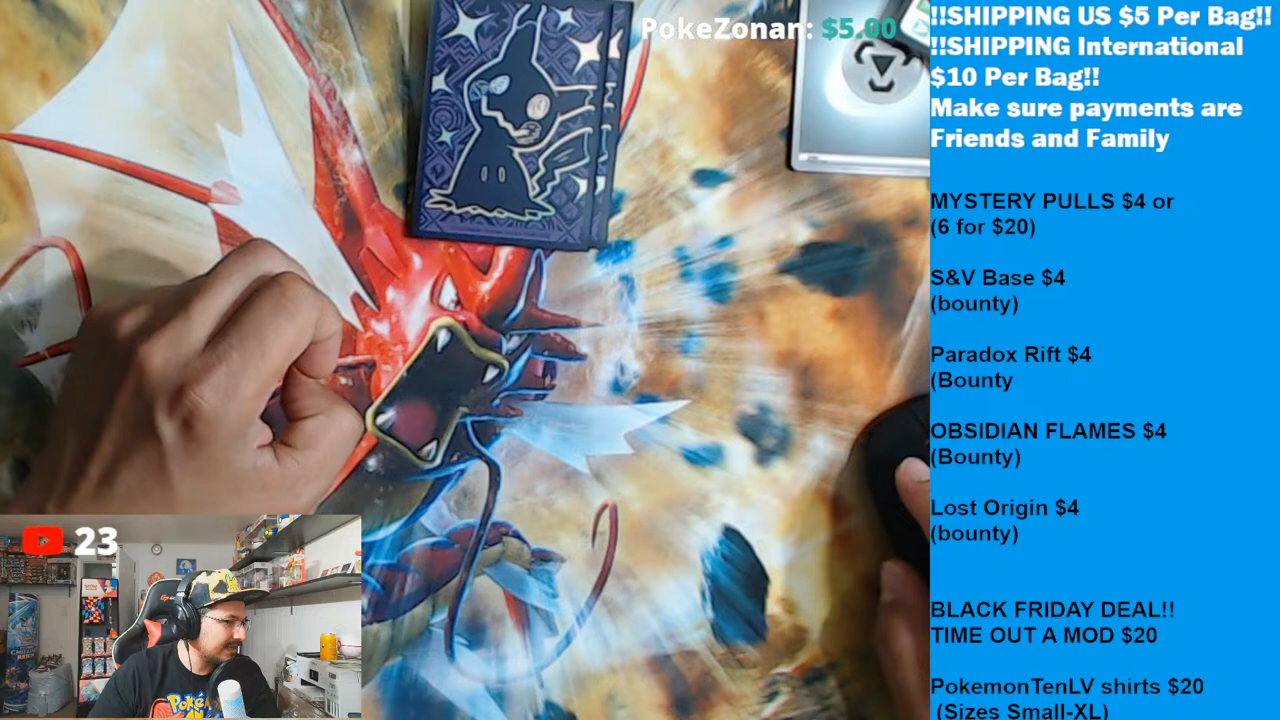 PokeZonan: $5.00
!!SHIPPING US $5 Per Bag!!
!!SHIPPING International
$10 Per Bag!!
Make sure payments are
Friends and Family
MYSTERY PULLS $4 or
(6 for $20)
S&V Base $4
(bounty)
Paradox Rift $4
(Bounty
OBSIDIAN FLAMES $4
(Bounty)
Lost Origin $4
(bounty)
BLACK FRIDAY DEAL!!
TIME OUT A MOD $20
PokemonTenLV shirts $20
(Sizes Small-XL)
23